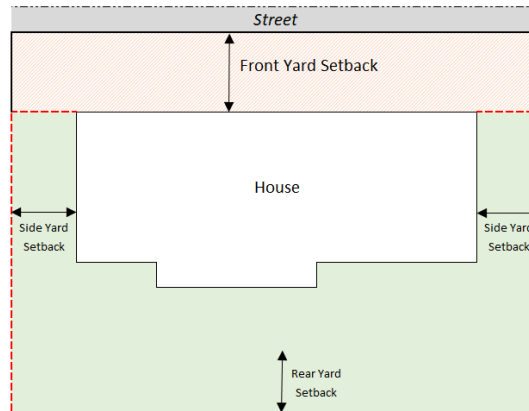 Street
Front Yard Setback
House
Side Yard
Setback
Side Yard
Setback
Rear Yard
Setback